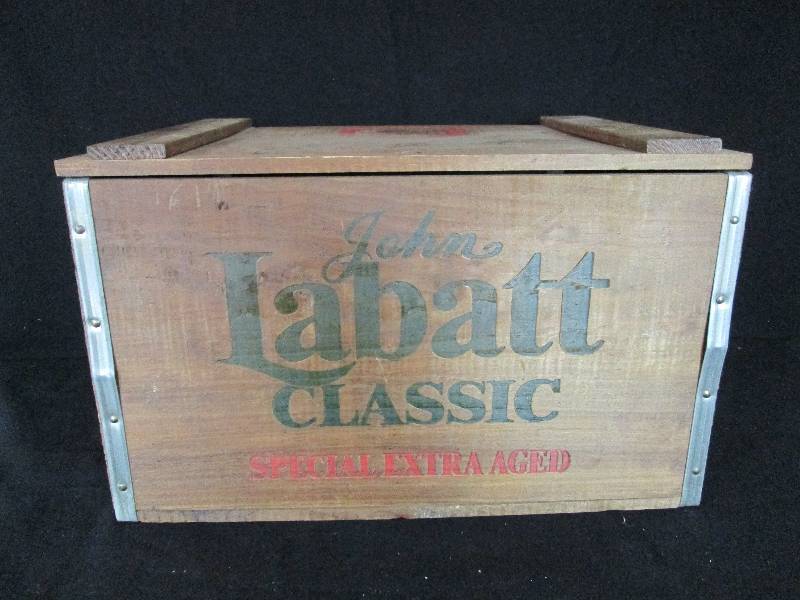 John
Labatt
CLASSIC
SPECIAL EXTRA AGED